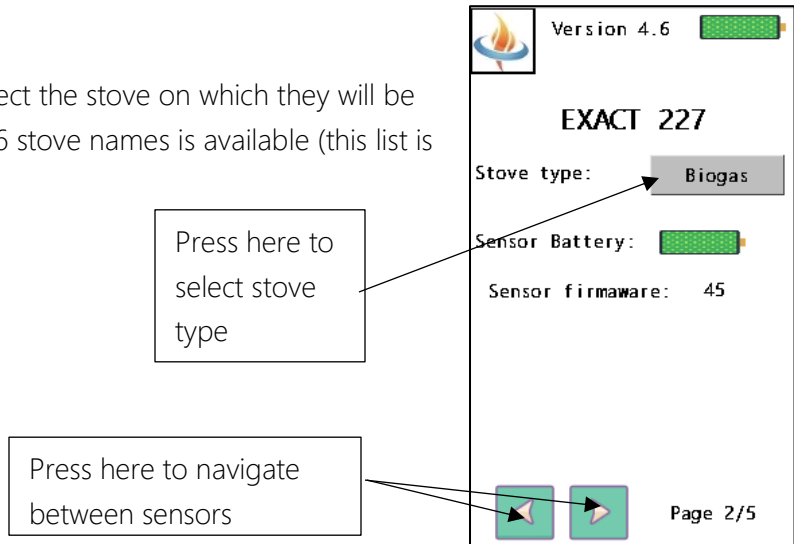 ect the stove on which they will be
6 stove names is available (this list is
Press here to
select stove
type
Press here to navigate
between sensors
Version 4.6
EXACT 227
Stove type: Biogas
Sensor Battery:
Sensor firmaware: 45
Page 2/5